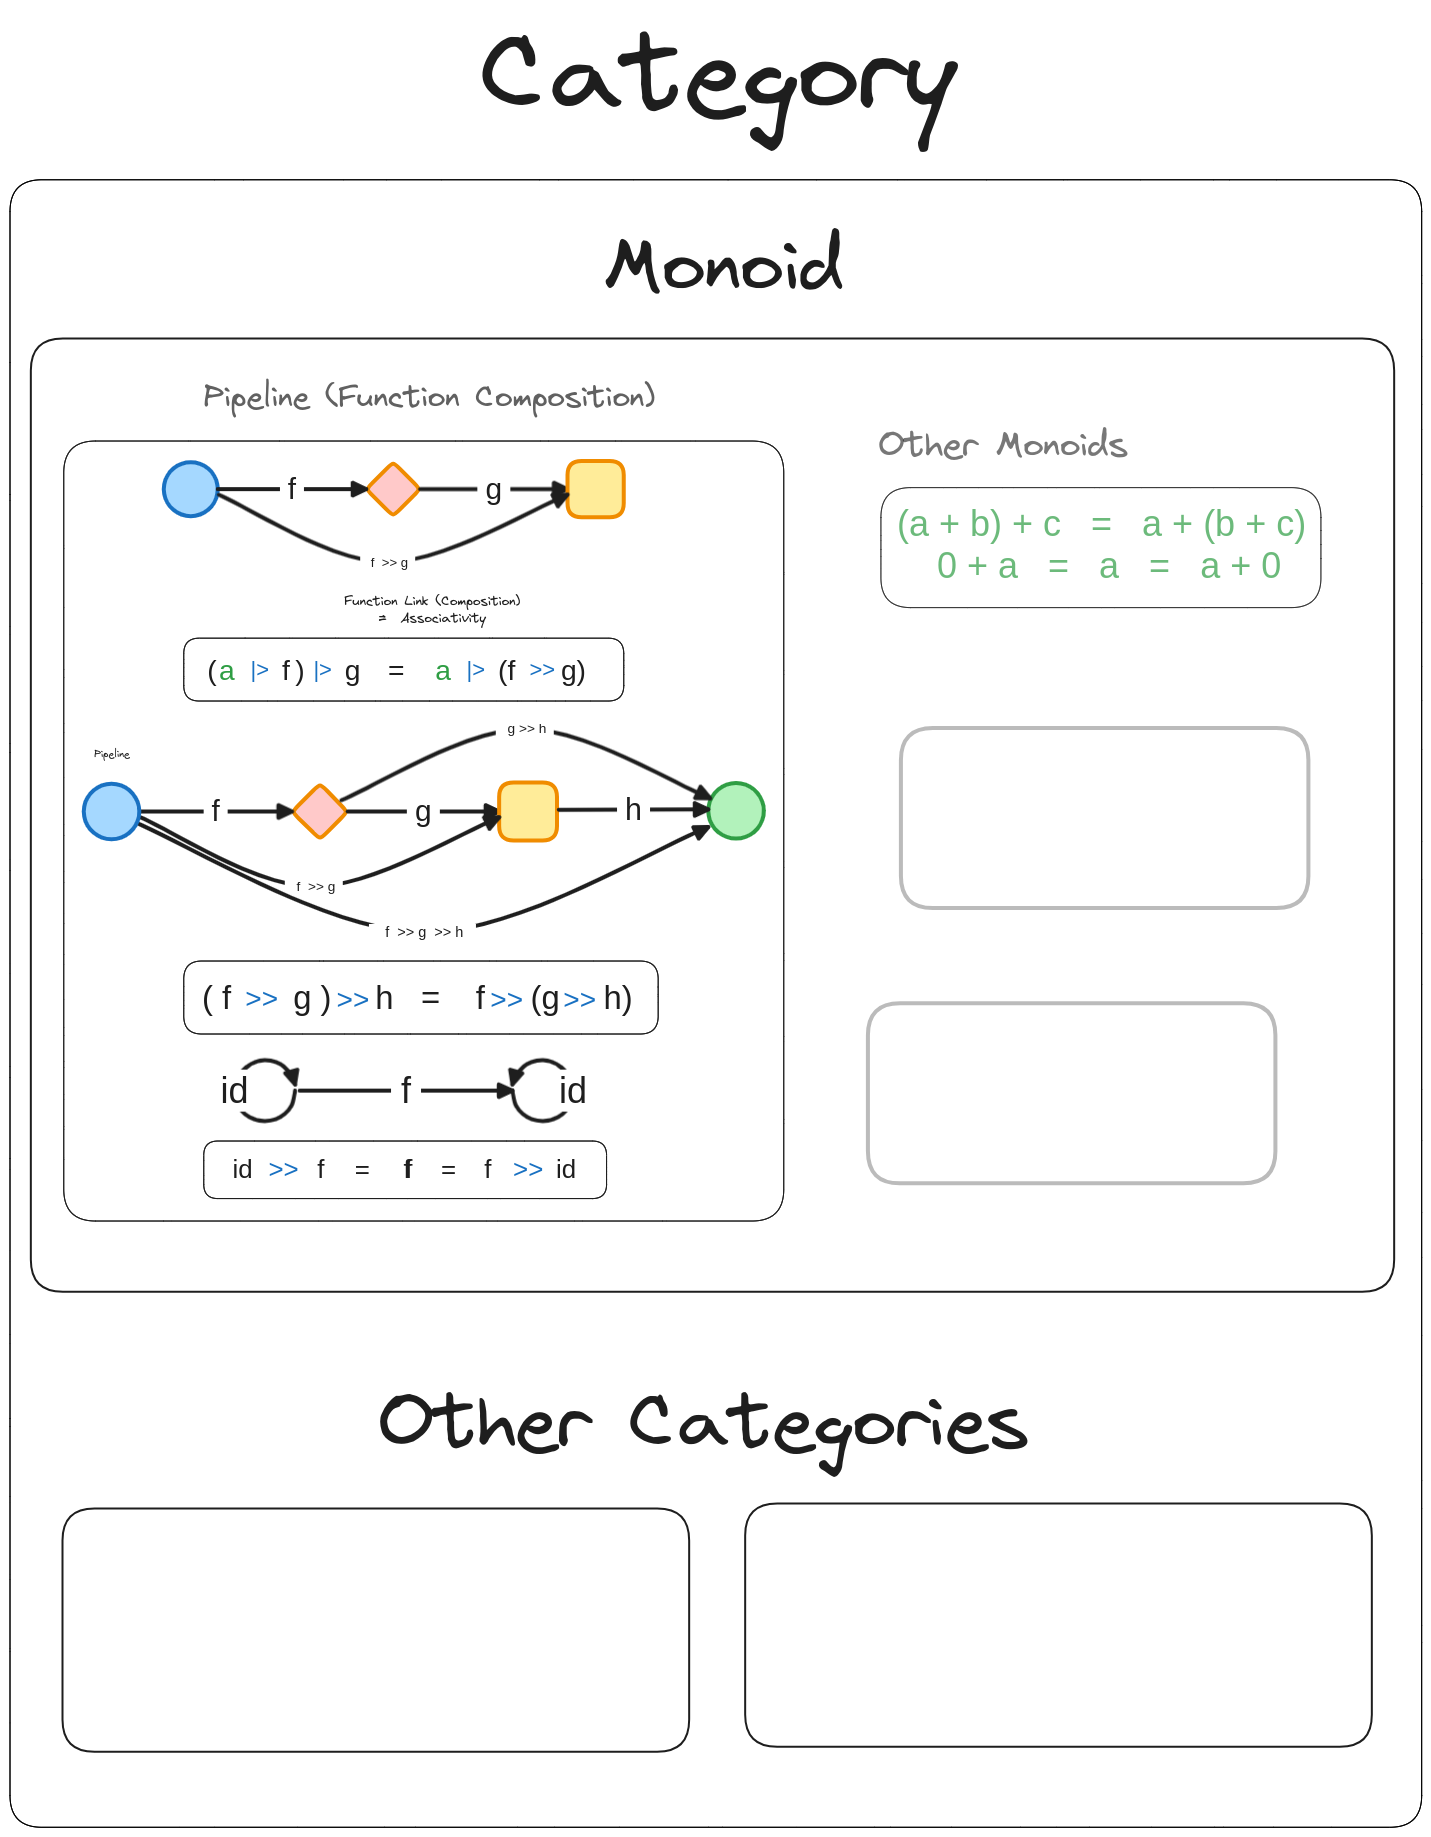 Category
Monoid
Pipeline (Function Composition)
f
g
f >> g
Function Link (Composition)
= Associativity
(a |> f) |> g = a |> (f >> g)
g >> h
Pipeline
f
g
h
f >> g
f >> g >> h
( f >> g ) >> h = f >> (g >> h)
id
f
id
id >> f = f = f >> id
Other Monoids
(a + b) + c = a + (b + c)
0 + a = a = a + 0
Other Categories